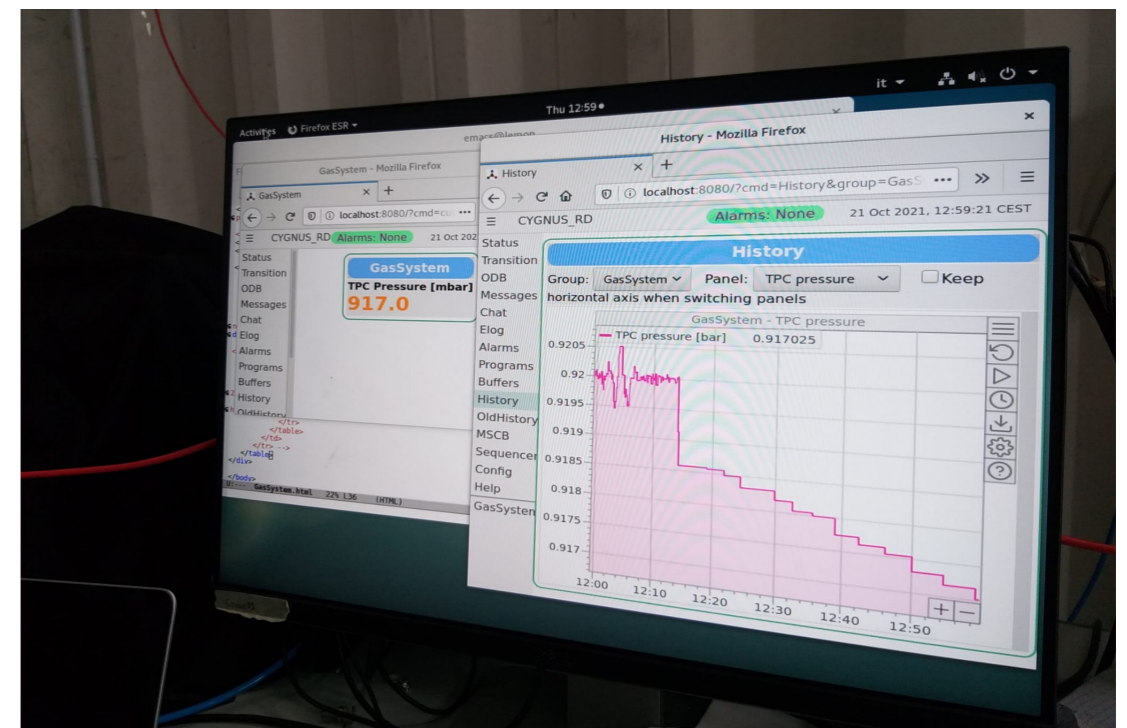 Thu 12:59
it
Activities
Firefox ESR
emacs@lemon
GasSystem - Mozilla Firefox
GasSystem
localhost:8080/?cmd=cu
CYGNUS_RD
Alarms: None
21 Oct 202
Status
Transition
ODB
Messages
Chat
Elog
Alarms
Programs
Buffers
History
OldHistory
GasSystem
TPC Pressure [mbar]
917.0
</tr>
</table>
</td>
</tr> -->
</table>
</div>
</body>
U:--- GasSystem.html 22% L36 (HTML)
History - Mozilla Firefox
History
localhost:8080/?cmd=History&group=GasS
CYGNUS_RD
Alarms: None
21 Oct 2021, 12:59:21 CEST
Status
Transition
ODB
Messages
Chat
Elog
Alarms
Programs
Buffers
History
OldHistory
MSCB
Sequencer
Config
Help
GasSystem
History
Group: GasSystem Panel: TPC pressure Keep
horizontal axis when switching panels
GasSystem - TPC pressure
TPC pressure [bar] 0.917025
0.9205
0.92
0.9195
0.919
0.9185
0.918
0.9175
0.917
12:00 12:10 12:20 12:30 12:40 12:50